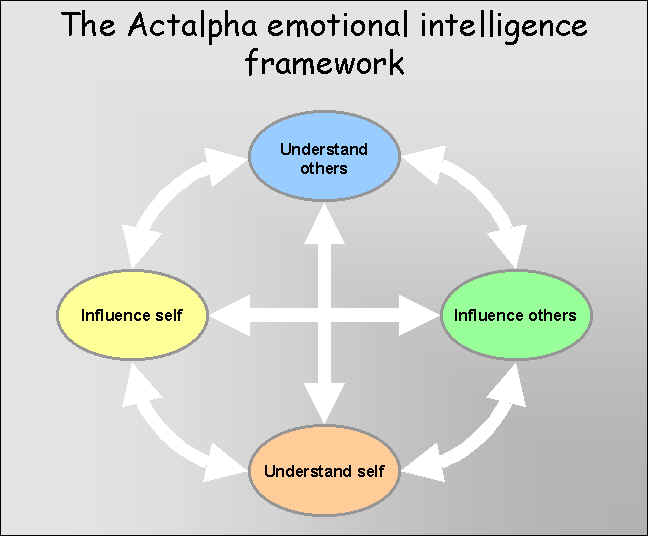 The Actalpha emotional intelligence
framework
Understand
others
Influence self
Influence others
Understand self